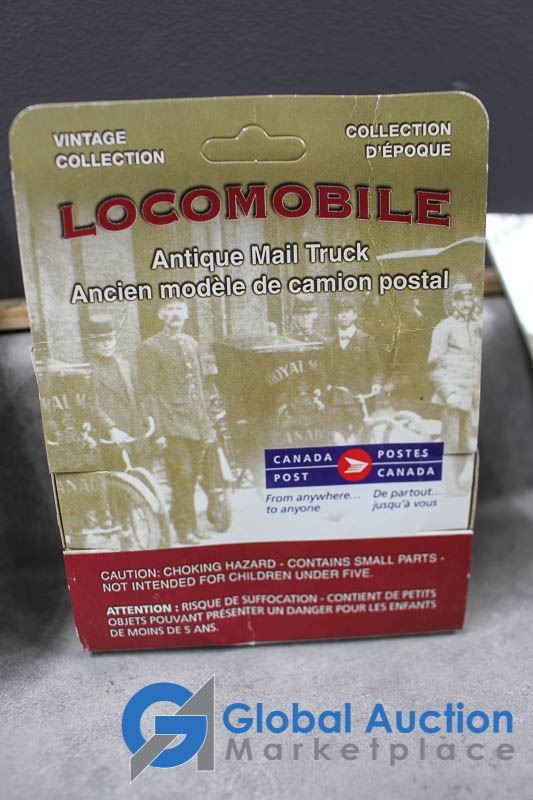 VINTAGE
COLLECTION
COLLECTION
D'ÉPOQUE
LOCOMOBILE
Antique Mail Truck
Ancien modèle de camion postal
ROYAL M
ROYAL M
CANADA
CANADA POST
POSTES CANADA
From anywhere...
to anyone
De partout...
jusqu'à vous
CAUTION: CHOKING HAZARD - CONTAINS SMALL PARTS -
NOT INTENDED FOR CHILDREN UNDER FIVE.
ATTENTION : RISQUE DE SUFFOCATION - CONTIENT DE PETITS
OBJETS POUVANT PRÉSENTER UN DANGER POUR LES ENFANTS
DE MOINS DE 5 ANS.
Global Auction
Marketplace